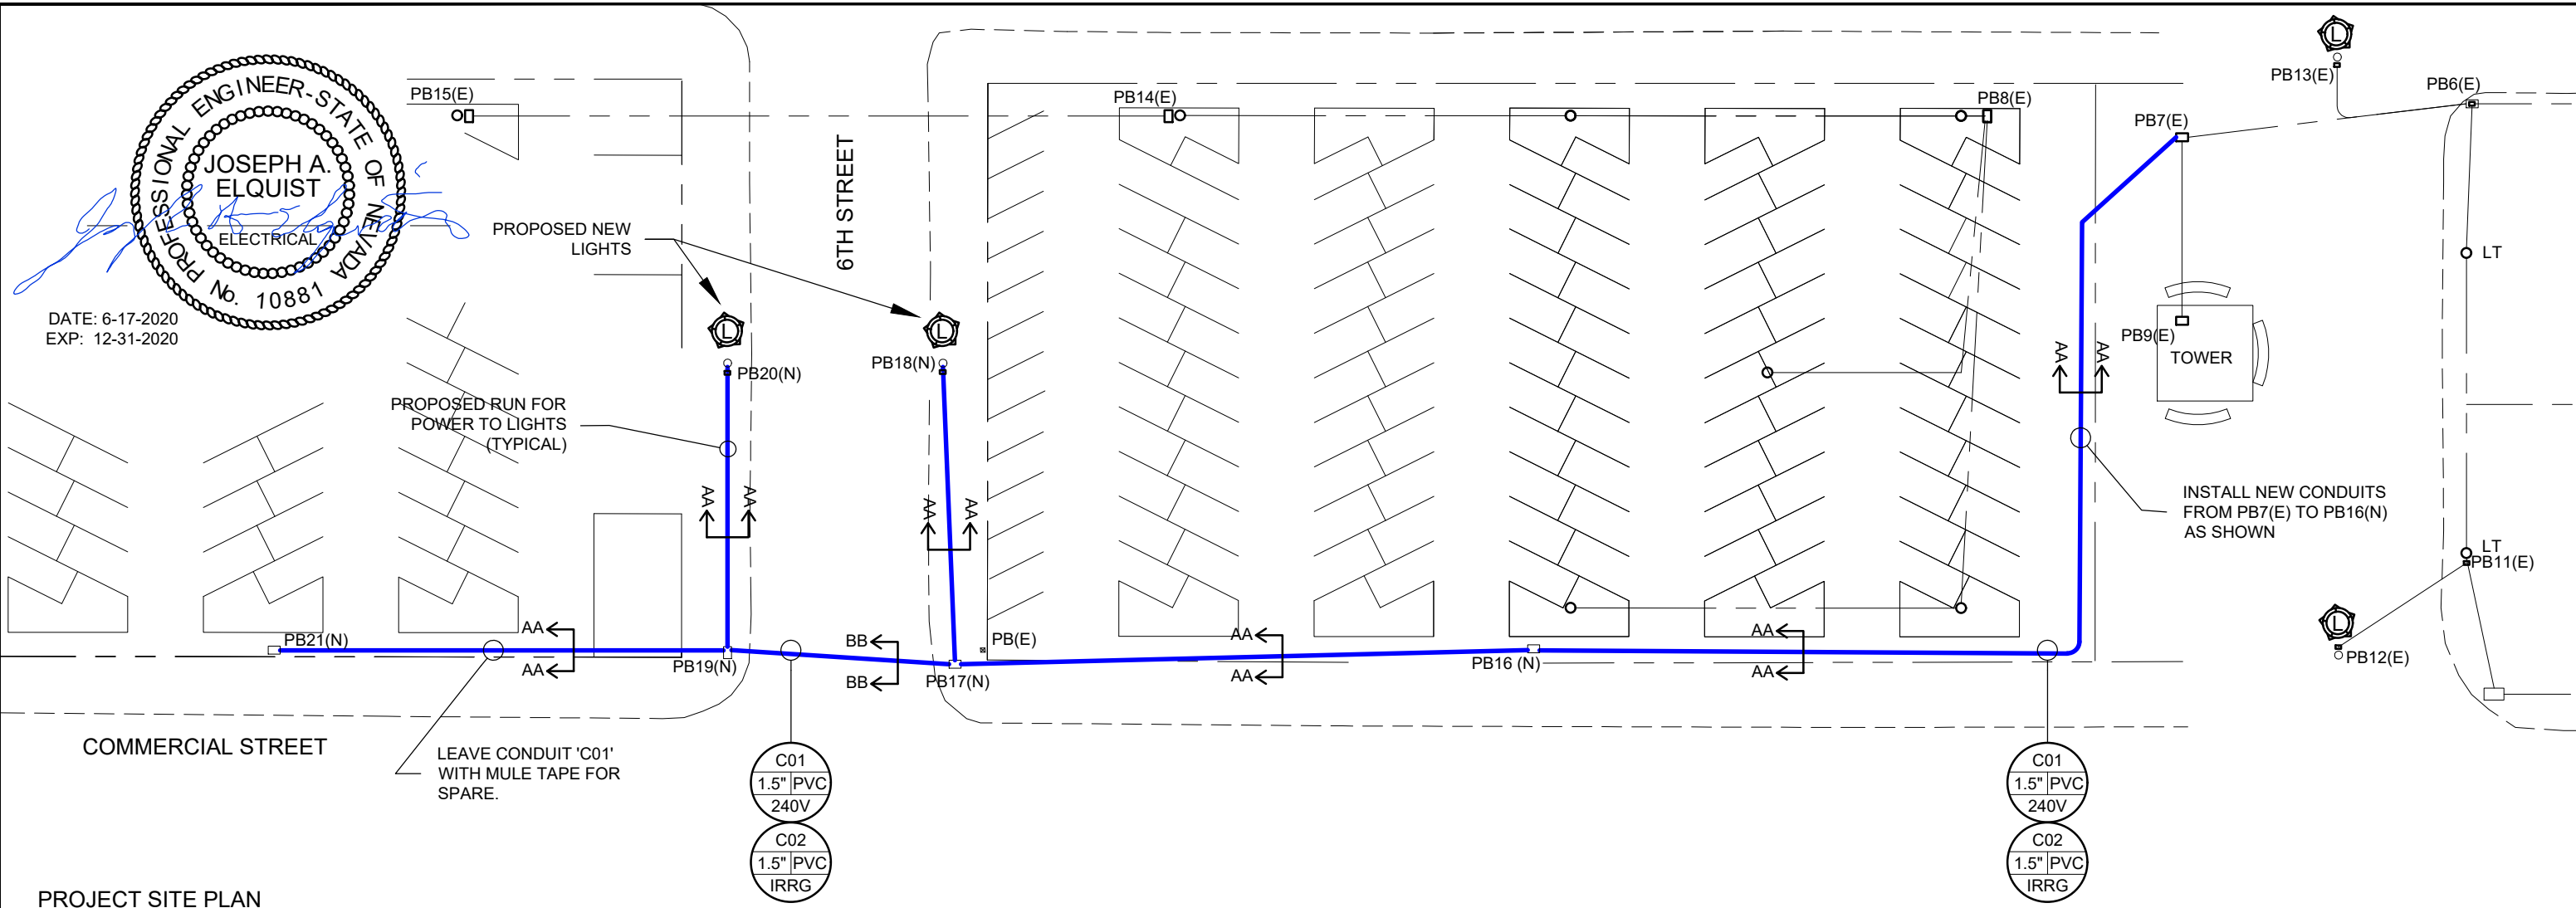 PROFESSIONAL ENGINEER-STATE OF NEVADA
JOSEPH A.
ELQUIST
ELECTRICAL
No. 10881
DATE: 6-17-2020
EXP: 12-31-2020
PB15(E)
PB14(E)
PB8(E)
PB13(E)
PB6(E)
PB7(E)
6TH STREET
PROPOSED NEW
LIGHTS
L
L
L
LT
PB9(E)
TOWER
PB20(N)
PB18(N)
AA
AA
PROPOSED RUN FOR
POWER TO LIGHTS
(TYPICAL)
AA
AA
AA
AA
INSTALL NEW CONDUITS
FROM PB7(E) TO PB16(N)
AS SHOWN
LT
PB11(E)
L
PB12(E)
PB21(N)
AA
AA
PB19(N)
BB
BB
PB(E)
PB17(N)
AA
AA
PB16 (N)
AA
AA
COMMERCIAL STREET
LEAVE CONDUIT 'C01'
WITH MULE TAPE FOR
SPARE.
C01
1.5" PVC
240V
C02
1.5" PVC
IRRG
C01
1.5" PVC
240V
C02
1.5" PVC
IRRG
PROJECT SITE PLAN